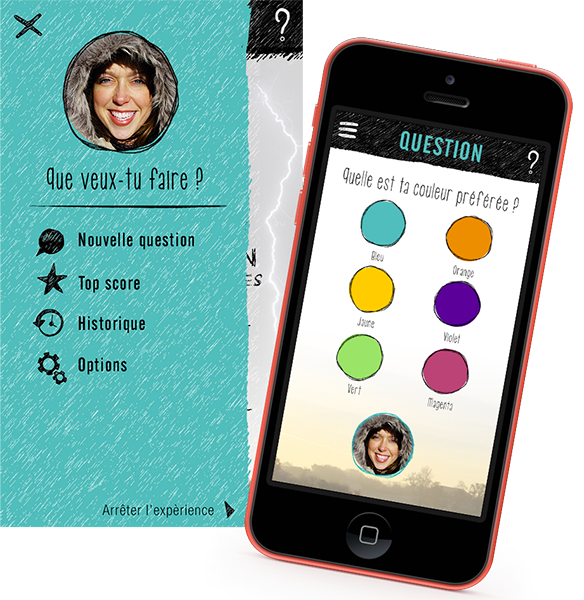 ?
Que veux-tu faire ?
Nouvelle question
Top score
Historique
Options
Arrêter l'expèrience
QUESTION
?
Quelle est ta couleur préférée ?
Bleu
Orange
Jaune
Violet
Vert
Magenta